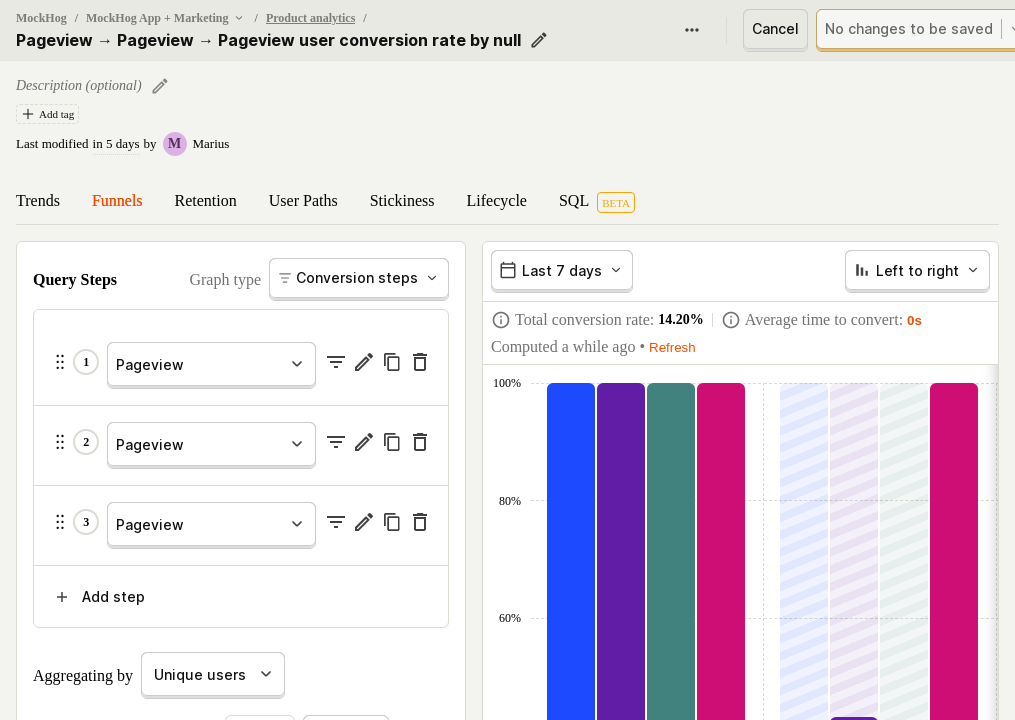 MockHog / MockHog App + Marketing / Product analytics /
Pageview → Pageview → Pageview user conversion rate by null
Cancel
No changes to be saved
Description (optional)
Add tag
Last modified in 5 days by M Marius
Trends Funnels Retention User Paths Stickiness Lifecycle SQL BETA
Query Steps
Graph type Conversion steps
1 Pageview
2 Pageview
3 Pageview
Add step
Aggregating by Unique users
Last 7 days
Left to right
Total conversion rate: 14.20% Average time to convert: 0s
Computed a while ago • Refresh
100%
80%
60%